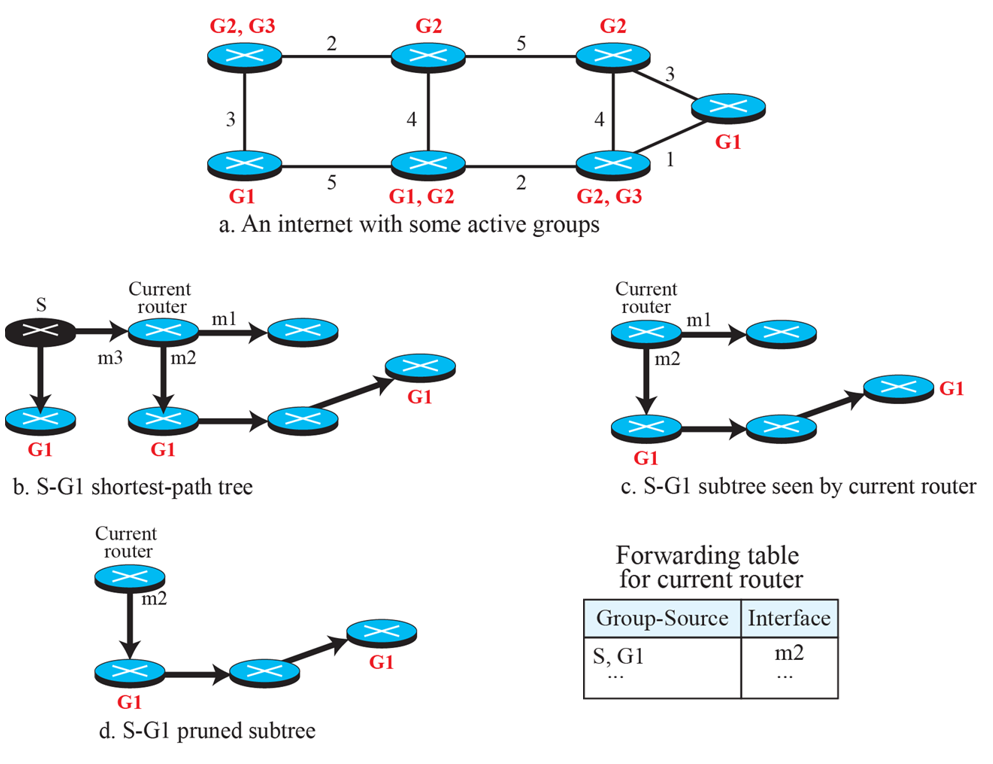 G2, G3
G2
G2
2
5
3
3
4
4
G1
1
5
2
G1
G1, G2
G2, G3
a. An internet with some active groups
S
Current
router
m1
m3
m2
G1
G1
G1
b. S-G1 shortest-path tree
Current
router
m1
m2
G1
G1
c. S-G1 subtree seen by current router
Current
router
m2
G1
G1
d. S-G1 pruned subtree
Forwarding table
for current router
Group-Source Interface
S, G1 m2
... ...